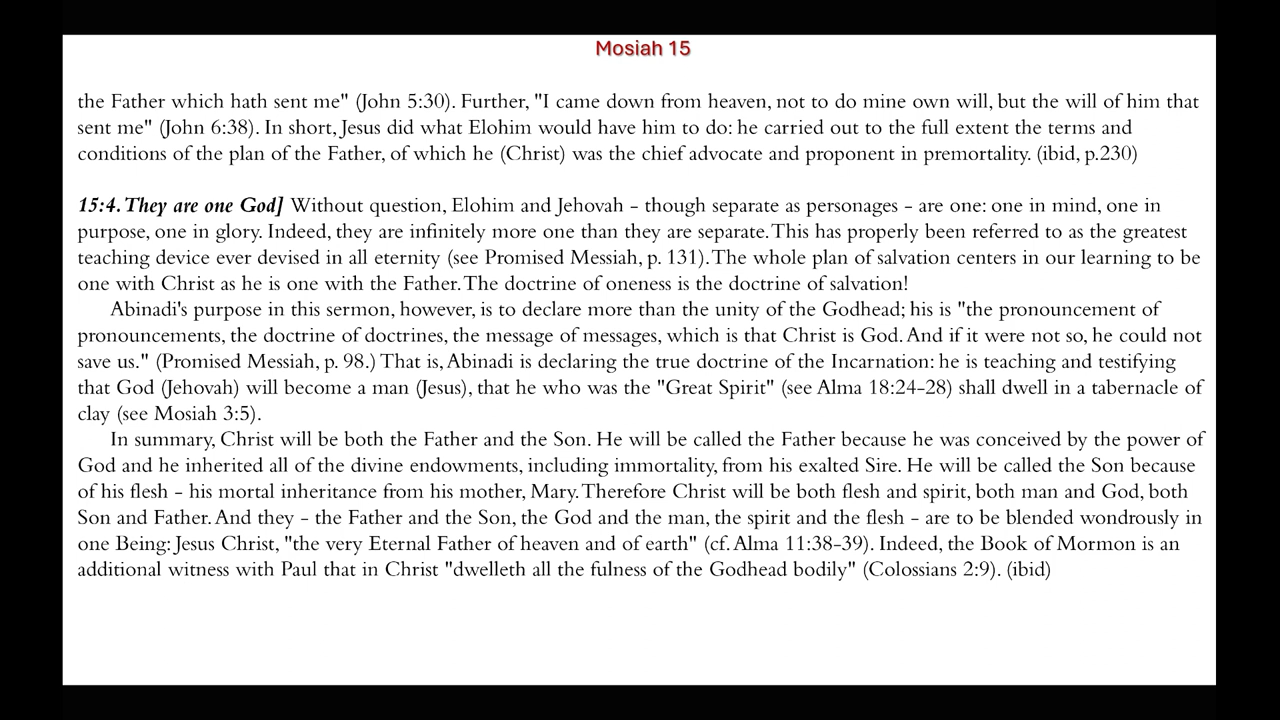 Mosiah 15
the Father which hath sent me" (John 5:30). Further, "I came down from heaven, not to do mine own will, but the will of him that
sent me" (John 6:38). In short, Jesus did what Elohim would have him to do: he carried out to the full extent the terms and
conditions of the plan of the Father, of which he (Christ) was the chief advocate and proponent in premortality. (ibid, p.230)
15:4. They are one God] Without question, Elohim and Jehovah - though separate as personages - are one: one in mind, one in
purpose, one in glory. Indeed, they are infinitely more one than they are separate. This has properly been referred to as the greatest
teaching device ever devised in all eternity (see Promised Messiah, p. 131). The whole plan of salvation centers in our learning to be
one with Christ as he is one with the Father. The doctrine of oneness is the doctrine of salvation!
Abinadi's purpose in this sermon, however, is to declare more than the unity of the Godhead; his is "the pronouncement of
pronouncements, the doctrine of doctrines, the message of messages, which is that Christ is God. And if it were not so, he could not
save us." (Promised Messiah, p. 98.) That is, Abinadi is declaring the true doctrine of the Incarnation: he is teaching and testifying
that God (Jehovah) will become a man (Jesus), that he who was the "Great Spirit" (see Alma 18:24-28) shall dwell in a tabernacle of
clay (see Mosiah 3:5).
In summary, Christ will be both the Father and the Son. He will be called the Father because he was conceived by the power of
God and he inherited all of the divine endowments, including immortality, from his exalted Sire. He will be called the Son because
of his flesh - his mortal inheritance from his mother, Mary. Therefore Christ will be both flesh and spirit, both man and God, both
Son and Father. And they - the Father and the Son, the God and the man, the spirit and the flesh - are to be blended wondrously in
one Being: Jesus Christ, "the very Eternal Father of heaven and of earth" (cf. Alma 11:38-39). Indeed, the Book of Mormon is an
additional witness with Paul that in Christ "dwelleth all the fulness of the Godhead bodily" (Colossians 2:9). (ibid)